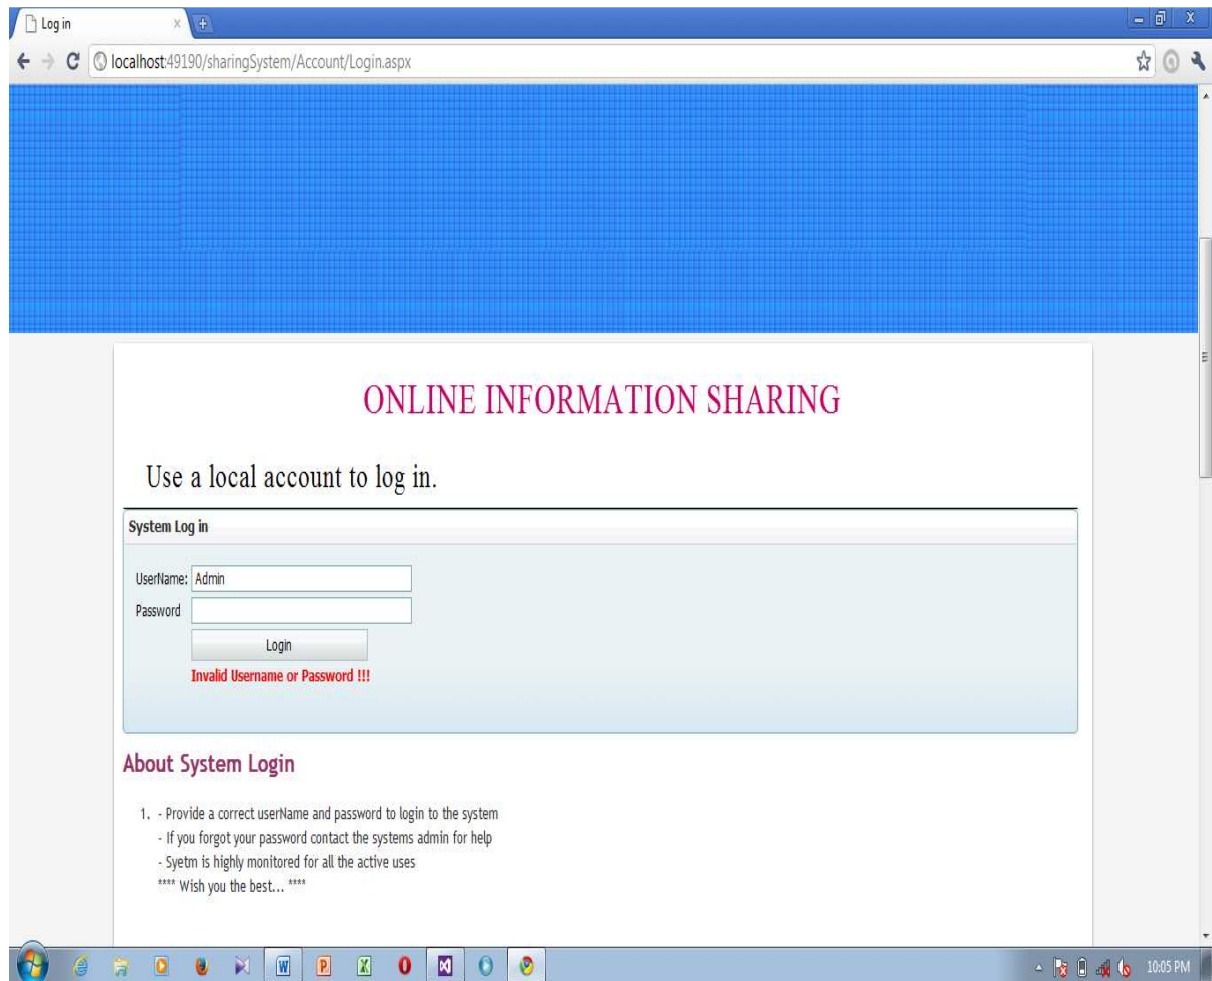 Log in
localhost:49190/sharingSystem/Account/Login.aspx
ONLINE INFORMATION SHARING
Use a local account to log in.
System Log in
UserName: Admin
Password
Login
Invalid Username or Password !!!
About System Login
1. - Provide a correct userName and password to login to the system
- If you forgot your password contact the systems admin for help
- Syetm is highly monitored for all the active uses
**** Wish you the best... ****
10:05 PM